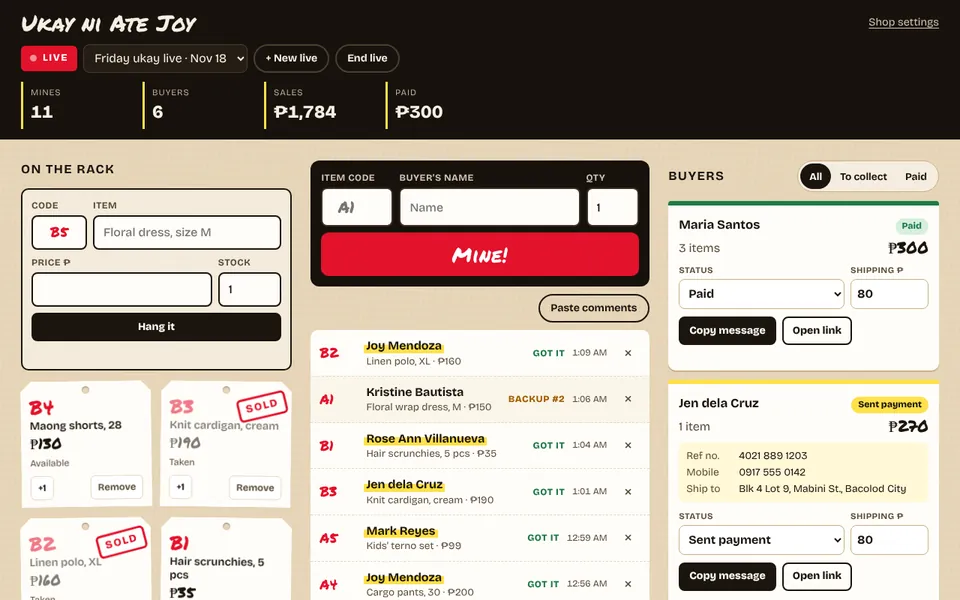 Ukay ni Ate Joy
Shop settings
LIVE
Friday ukay live · Nov 18
+ New live
End live
MINES
11
BUYERS
6
SALES
₱1,784
PAID
₱300
ON THE RACK
CODE
ITEM
B5
Floral dress, size M
PRICE ₱
STOCK
1
Hang it
B4
Maong shorts, 28
₱130
Available
+1
Remove
B3
SOLD
Knit cardigan, cream
₱190
Taken
+1
Remove
B2
SOLD
Linen polo, XL
₱160
Taken
B1
Hair scrunchies, 5
pcs
₱35
ITEM CODE
BUYER'S NAME
QTY
A1
Name
1
Mine!
Paste comments
B2
Joy Mendoza
Linen polo, XL · ₱160
GOT IT
1:09 AM
×
A1
Kristine Bautista
Floral wrap dress, M · ₱150
BACKUP #2
1:06 AM
×
B1
Rose Ann Villanueva
Hair scrunchies, 5 pcs · ₱35
GOT IT
1:04 AM
×
B3
Jen dela Cruz
Knit cardigan, cream · ₱190
GOT IT
1:01 AM
×
A5
Mark Reyes
Kids' terno set · ₱99
GOT IT
12:59 AM
×
A4
Joy Mendoza
Cargo pants, 30 · ₱200
GOT IT
12:56 AM
×
BUYERS
All
To collect
Paid
Maria Santos
Paid
3 items
₱300
STATUS
SHIPPING ₱
Paid
80
Copy message
Open link
Jen dela Cruz
Sent payment
1 item
₱270
Ref no.
4021 889 1203
Mobile
0917 555 0142
Ship to
Blk 4 Lot 9, Mabini St., Bacolod City
STATUS
SHIPPING ₱
Sent payment
80
Copy message
Open link